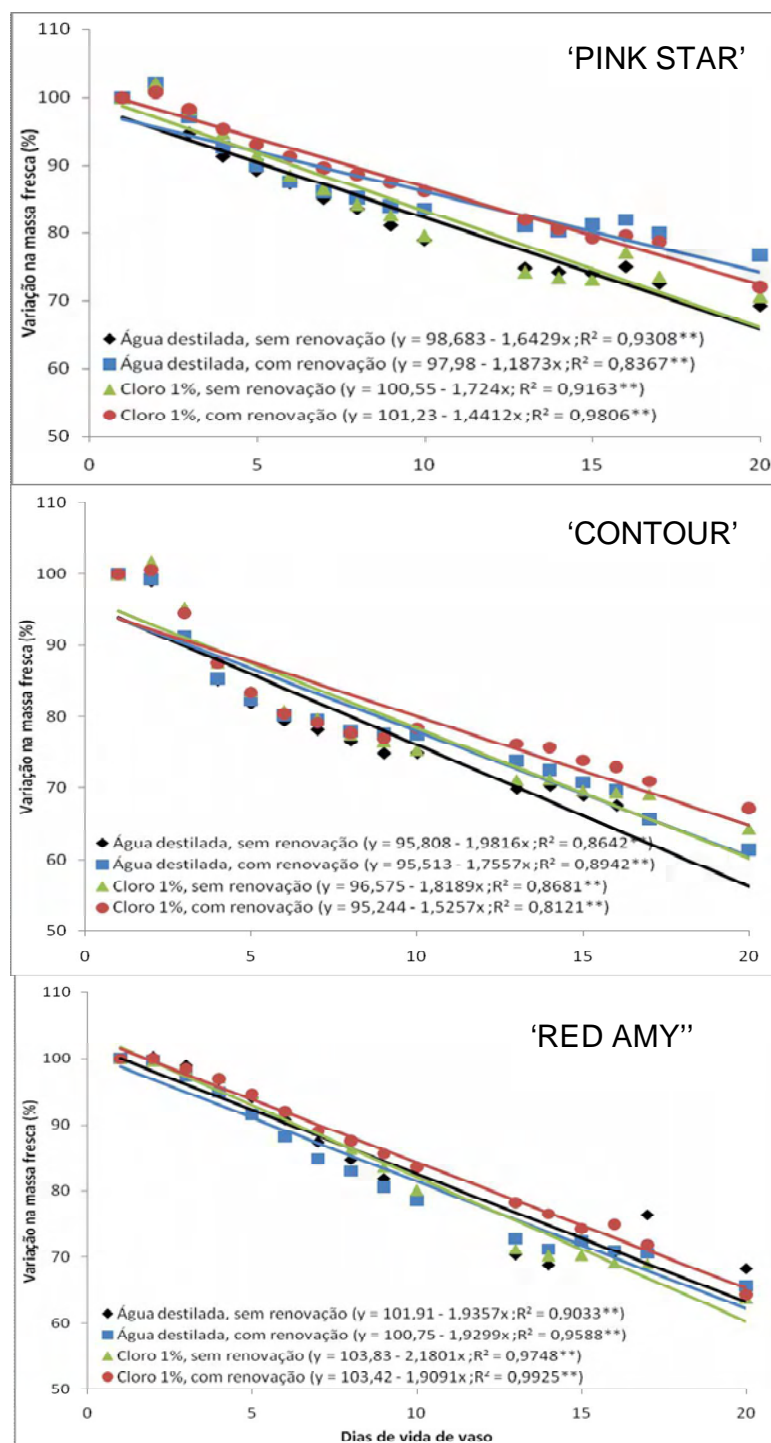 110
'PINK STAR'
100
90
80
70
60
50
Variação na massa fresca (%)
Água destilada, sem renovação (y = 98,683 - 1,6429x ;R² = 0,9308**)
Água destilada, com renovação (y = 97,98 - 1,1873x ;R² = 0,8367**)
Cloro 1%, sem renovação (y = 100,55 - 1,724x; R² = 0,9163**)
Cloro 1%, com renovação (y = 101,23 - 1,4412x ;R² = 0,9806**)
0 5 10 15 20
110
'CONTOUR'
100
90
80
70
60
50
Variação na massa fresca (%)
Água destilada, sem renovação (y = 95,808 - 1,9816x ;R² = 0,8642**)
Água destilada, com renovação (y = 95,513 - 1,7557x ;R² = 0,8942**)
Cloro 1%, sem renovação (y = 96,575 - 1,8189x ;R² = 0,8681**)
Cloro 1%, com renovação (y = 95,244 - 1,5257x ;R² = 0,8121**)
0 5 10 15 20
110
'RED AMY''
100
90
80
70
60
50
Variação na massa fresca (%)
Água destilada, sem renovação (y = 101,91 - 1,9357x ;R² = 0,9033**)
Água destilada, com renovação (y = 100,75 - 1,9299x ;R² = 0,9588**)
Cloro 1%, sem renovação (y = 103,83 - 2,1801x ;R² = 0,9748**)
Cloro 1%, com renovação (y = 103,42 - 1,9091x ;R² = 0,9925**)
0 5 10 15 20
Dias de vida de vaso